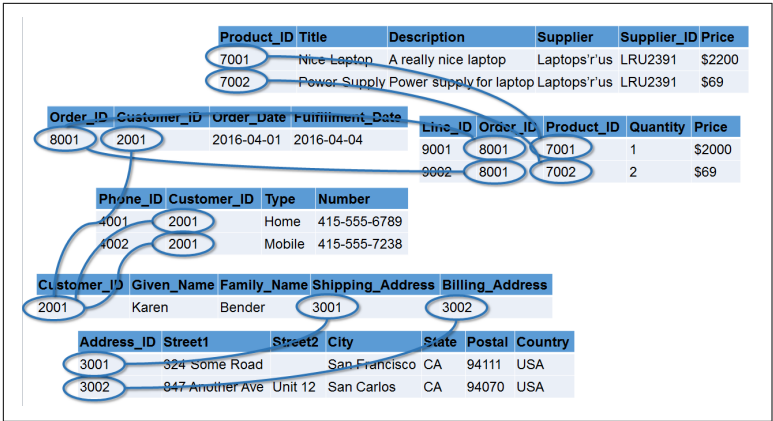 Product_ID Title Description Supplier Supplier_ID Price
7001 Nice Laptop A really nice laptop Laptops'r'us LRU2391 $2200
7002 Power Supply Power supply for laptop Laptops'r'us LRU2391 $69
Order_ID Customer_ID Order_Date Fulfillment_Date
8001 2001 2016-04-01 2016-04-04
Line_ID Order_ID Product_ID Quantity Price
9001 8001 7001 1 $2000
9002 8001 7002 2 $69
Phone_ID Customer_ID Type Number
4001 2001 Home 415-555-6789
4002 2001 Mobile 415-555-7238
Customer_ID Given_Name Family_Name Shipping_Address Billing_Address
2001 Karen Bender 3001 3002
Address_ID Street1 Street2 City State Postal Country
3001 324 Some Road San Francisco CA 94111 USA
3002 847 Another Ave Unit 12 San Carlos CA 94070 USA